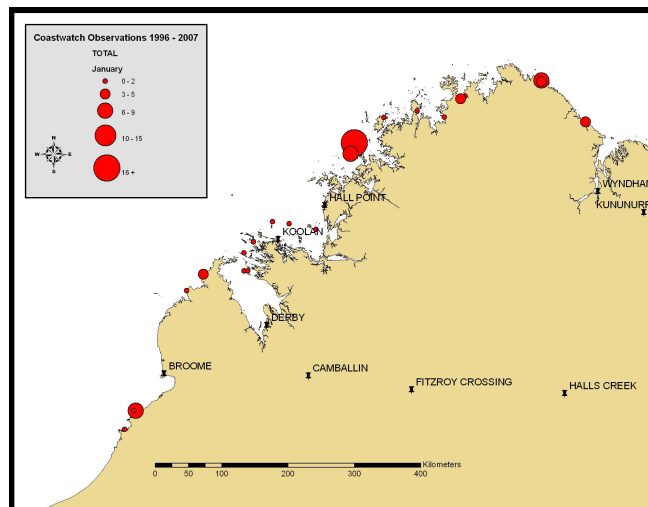 Coastwatch Observations 1996 - 2007
TOTAL
January
0 - 2
3 - 5
6 - 9
10 - 15
16 +
N
W E
S
WYNDHAM
KUNUNURR
HALL POINT
KOOLAN
DERBY
BROOME
CAMBALLIN
FITZROY CROSSING
HALLS CREEK
Kilometers
0 50 100 200 300 400